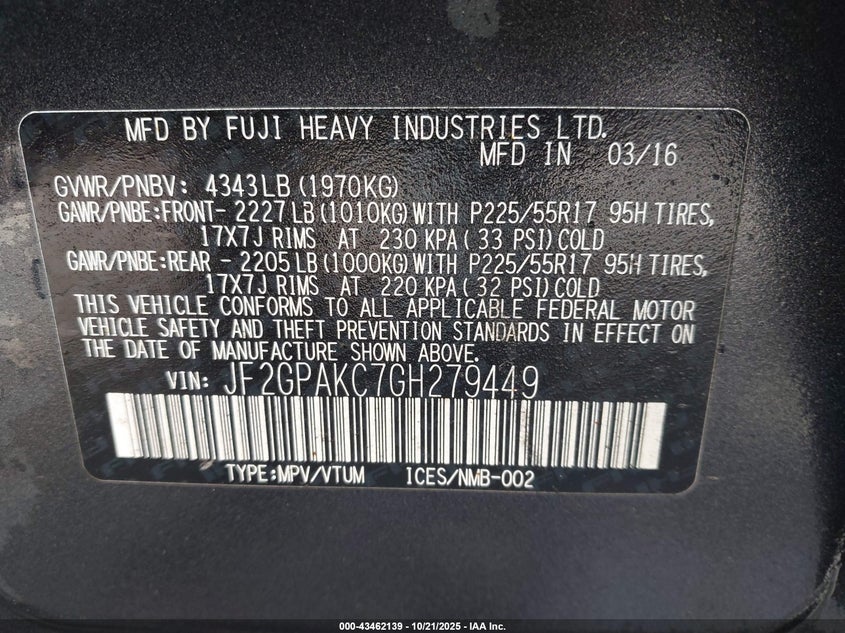 MFD BY FUJI HEAVY INDUSTRIES LTD.
MFD IN 03/16
GVWR/PNBV: 4343LB (1970KG)
GAWR/PNBE:FRONT- 2227LB (1010KG) WITH P225/55R17 95H TIRES,
17X7J RIMS AT 230 KPA ( 33 PSI) COLD
GAWR/PNBE:REAR - 2205LB (1000KG) WITH P225/55R17 95H TIRES,
17X7J RIMS AT 220 KPA ( 32 PSI) COLD
THIS VEHICLE CONFORMS TO ALL APPLICABLE FEDERAL MOTOR
VEHICLE SAFETY AND THEFT PREVENTION STANDARDS IN EFFECT ON
THE DATE OF MANUFACTURE SHOWN ABOVE.
VIN: JF2GPAKC7GH279449
TYPE:MPV/VTUM ICES/NMB-002
000-43462139 - 10/21/2025 - IAA Inc.